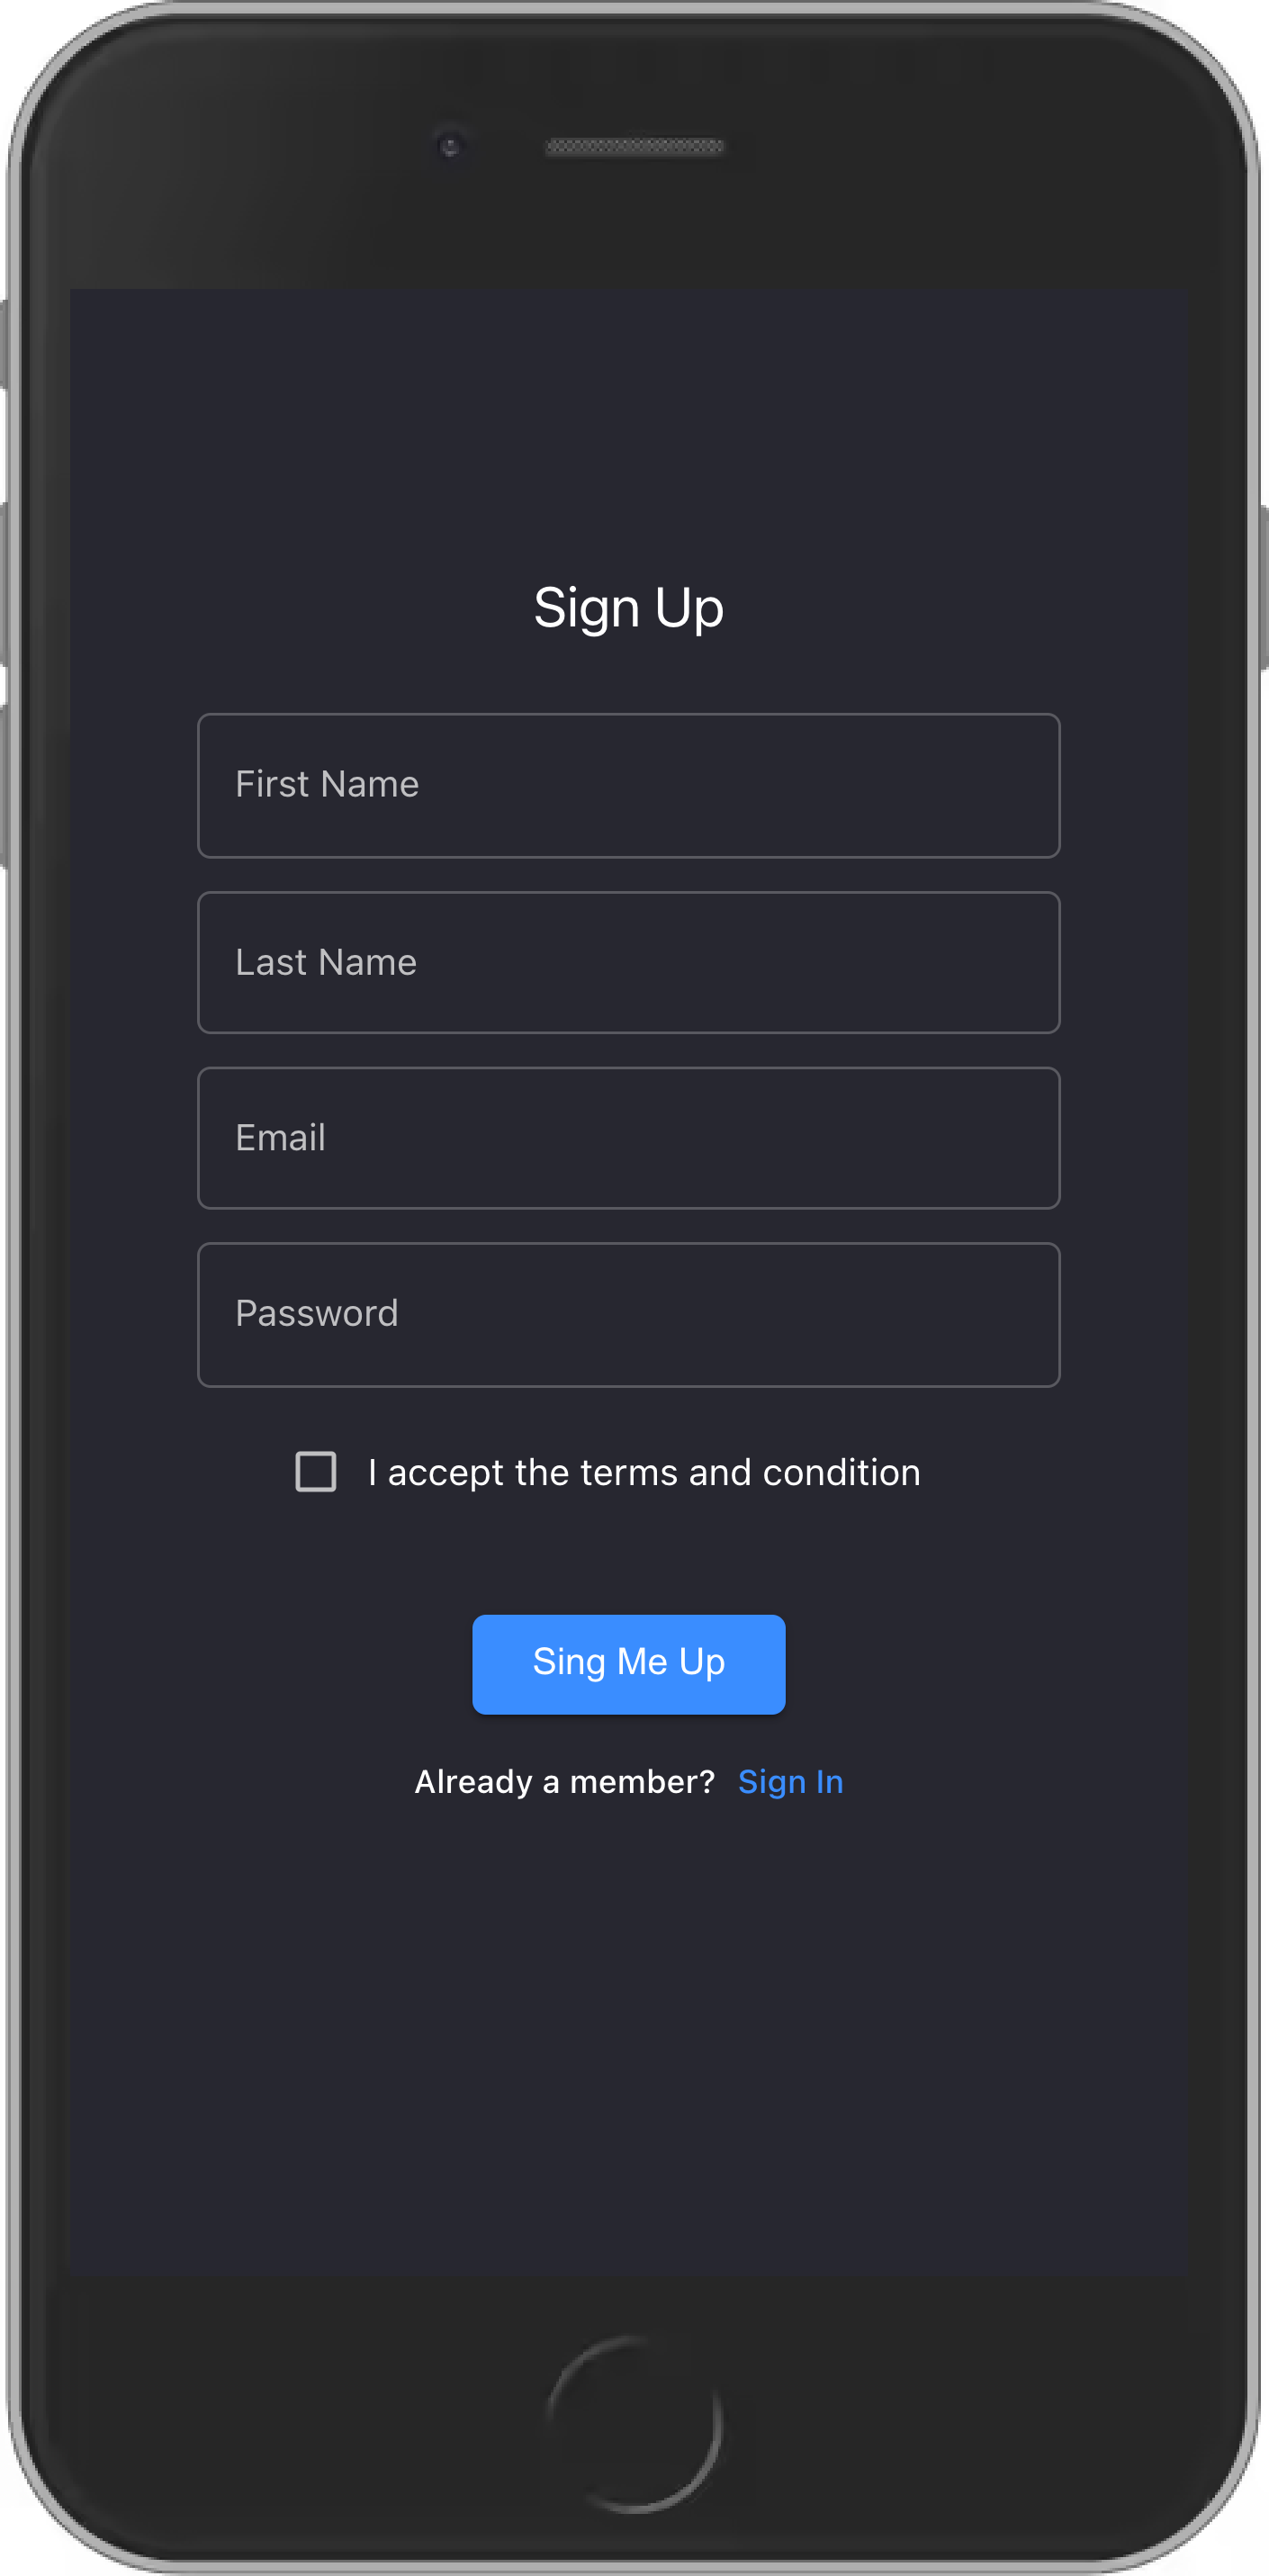 Sign Up
First Name
Last Name
Email
Password
I accept the terms and condition
Sing Me Up
Already a member? Sign In